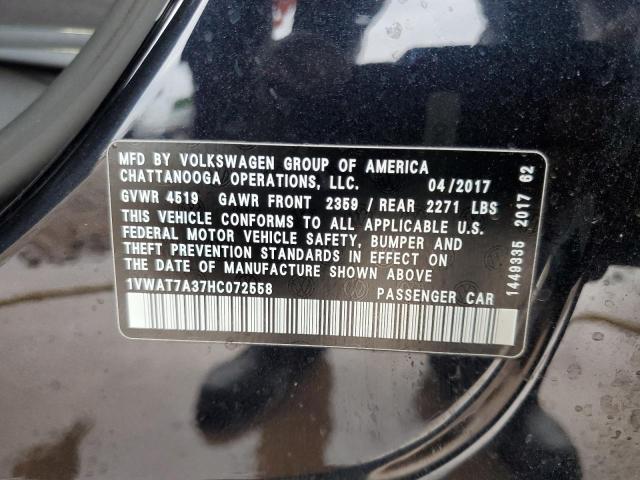 MFD BY VOLKSWAGEN GROUP OF AMERICA
CHATTANOOGA OPERATIONS, LLC. 04/2017
GVWR 4519 GAWR FRONT 2359 / REAR 2271 LBS
THIS VEHICLE CONFORMS TO ALL APPLICABLE U.S.
FEDERAL MOTOR VEHICLE SAFETY, BUMPER AND
THEFT PREVENTION STANDARDS IN EFFECT ON
THE DATE OF MANUFACTURE SHOWN ABOVE
1VWAT7A37HC072558 PASSENGER CAR
1449335 2017 62